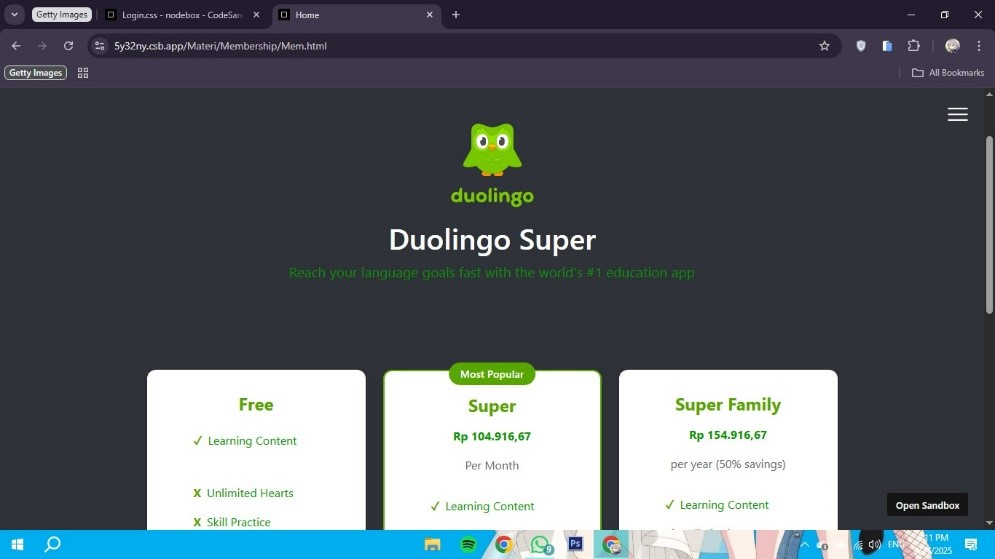 Getty Images
Login.css - nodebox - CodeSan
Home
5y32ny.csb.app/Materi/Membership/Mem.html
Getty Images
All Bookmarks
duolingo
Duolingo Super
Reach your language goals fast with the world's #1 education app
Most Popular
Free
✓ Learning Content
X Unlimited Hearts
X Skill Practice
Super
Rp 104.916,67
Per Month
✓ Learning Content
Super Family
Rp 154.916,67
per year (50% savings)
✓ Learning Content
Open Sandbox
9
Ps
ENG
11 PM
/2025